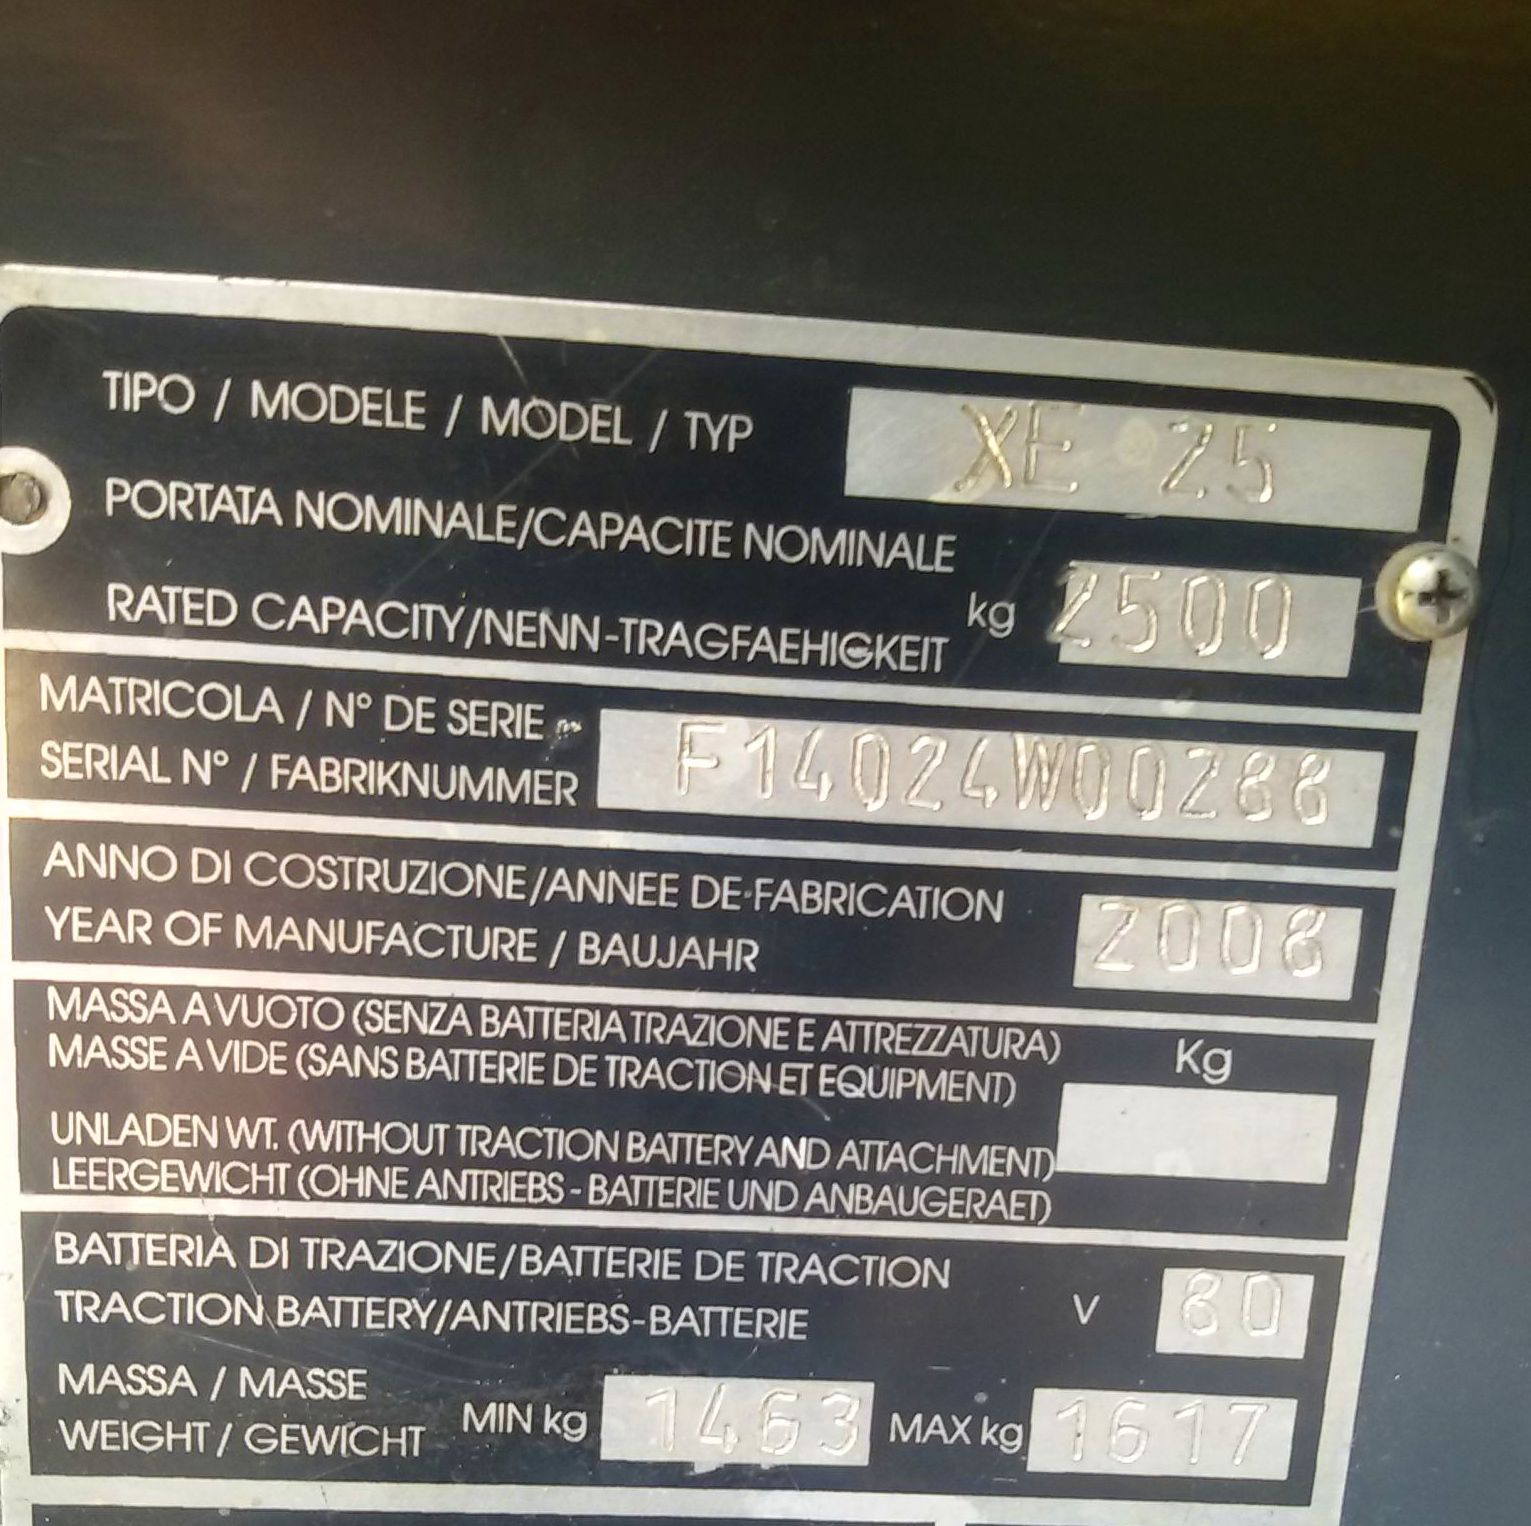 TIPO / MODELE / MODEL / TYP XE 25
PORTATA NOMINALE/CAPACITE NOMINALE
RATED CAPACITY/NENN-TRAGFAEHIGKEIT kg 2500
MATRICOLA / N° DE SERIE
SERIAL N° / FABRIKNUMMER F14024W00288
ANNO DI COSTRUZIONE/ANNEE DE FABRICATION
YEAR OF MANUFACTURE / BAUJAHR 2008
MASSA A VUOTO (SENZA BATTERIA TRAZIONE E ATTREZZATURA)
MASSE A VIDE (SANS BATTERIE DE TRACTION ET EQUIPMENT) Kg
UNLADEN WT. (WITHOUT TRACTION BATTERY AND ATTACHMENT)
LEERGEWICHT (OHNE ANTRIEBS - BATTERIE UND ANBAUGERAET)
BATTERIA DI TRAZIONE/BATTERIE DE TRACTION
TRACTION BATTERY/ANTRIEBS-BATTERIE V 80
MASSA / MASSE
WEIGHT / GEWICHT MIN kg 1463 MAX kg 1617